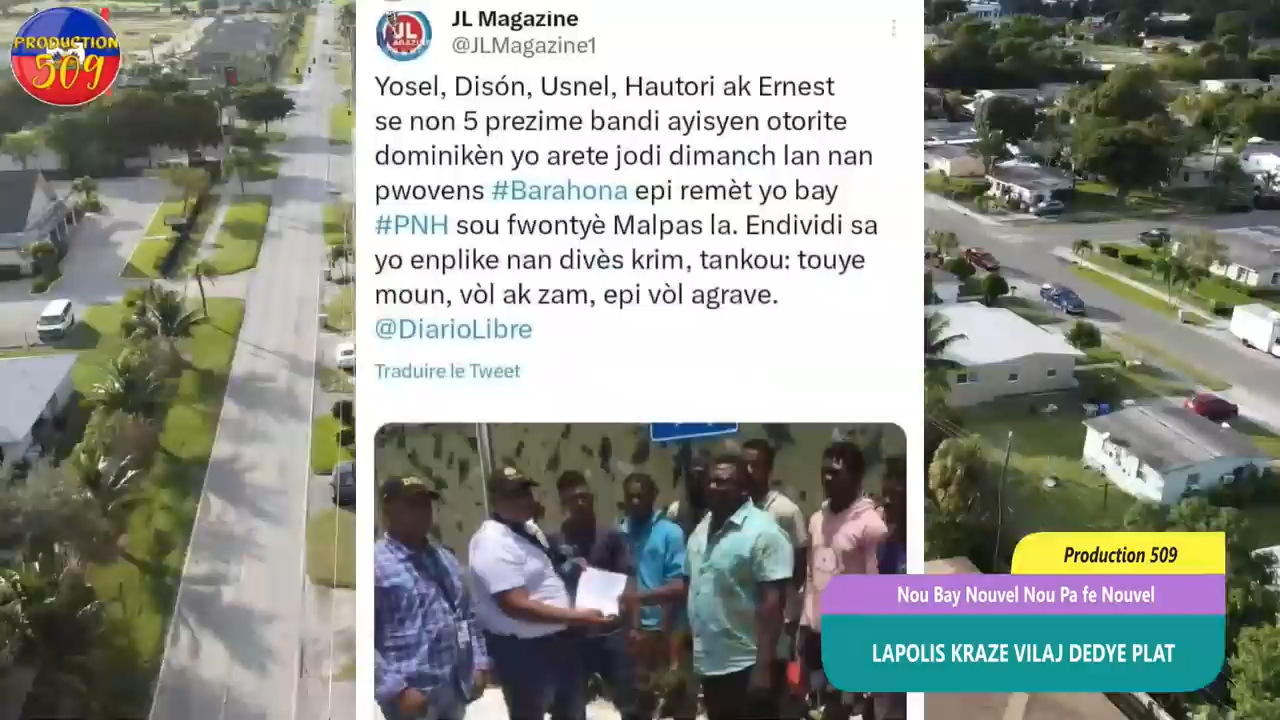 PRODUCTION
509
JL
MAGAZINE
JL Magazine
@JLMagazine1
Yosel, Disón, Usnel, Hautori ak Ernest
se non 5 prezime bandi ayisyen otorite
dominikèn yo arete jodi dimanch lan nan
pwovens #Barahona epi remèt yo bay
#PNH sou fwontyè Malpas la. Endividi sa
yo enplike nan divès krim, tankou: touye
moun, vòl ak zam, epi vòl agrave.
@DiarioLibre
Traduire le Tweet
Production 509
Nou Bay Nouvel Nou Pa fe Nouvel
LAPOLIS KRAZE VILAJ DEDYE PLAT